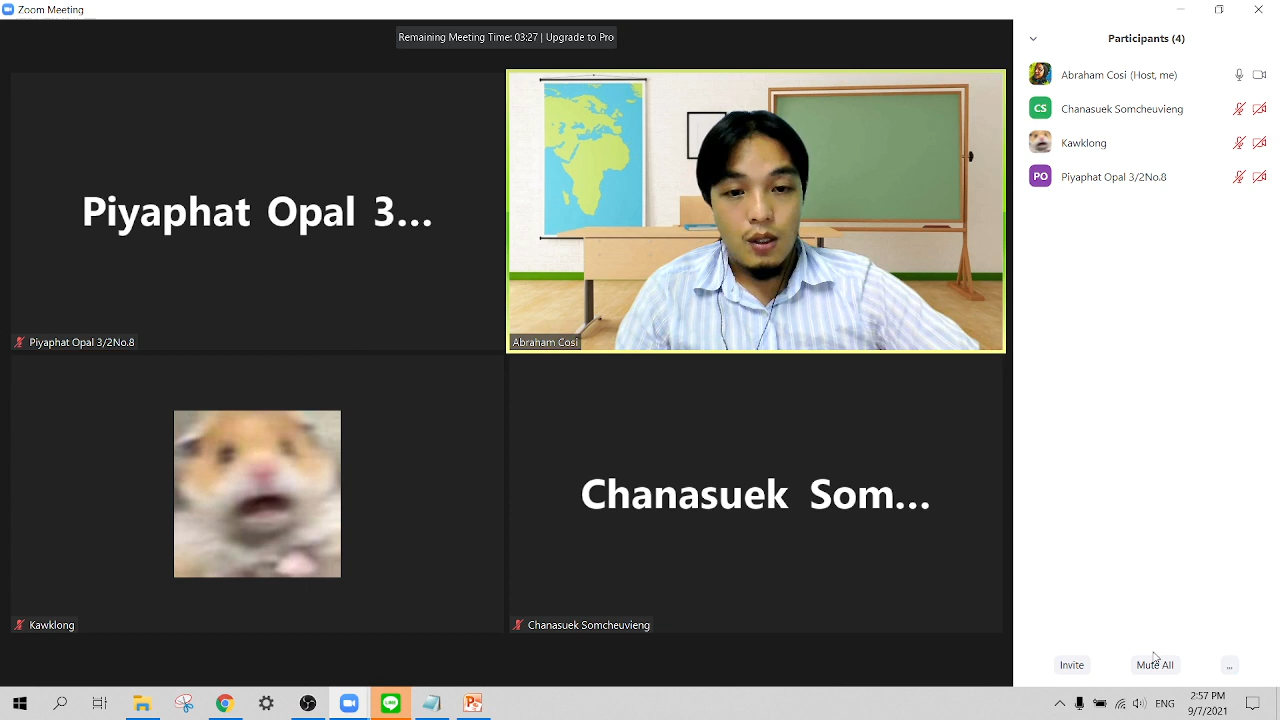 Zoom Meeting
Remaining Meeting Time: 03:27 | Upgrade to Pro
Participants (4)
Abraham Cosi (Host, me)
CS Chanasuek Somcheuvieng
Kawklong
PO Piyaphat Opal 3/2No.8
Piyaphat Opal 3...
Piyaphat Opal 3/2No.8
Abraham Cosi
Chanasuek Som...
Kawklong
Chanasuek Somcheuvieng
Invite
Mute All
...
LINE
2:57 PM
9/7/2021